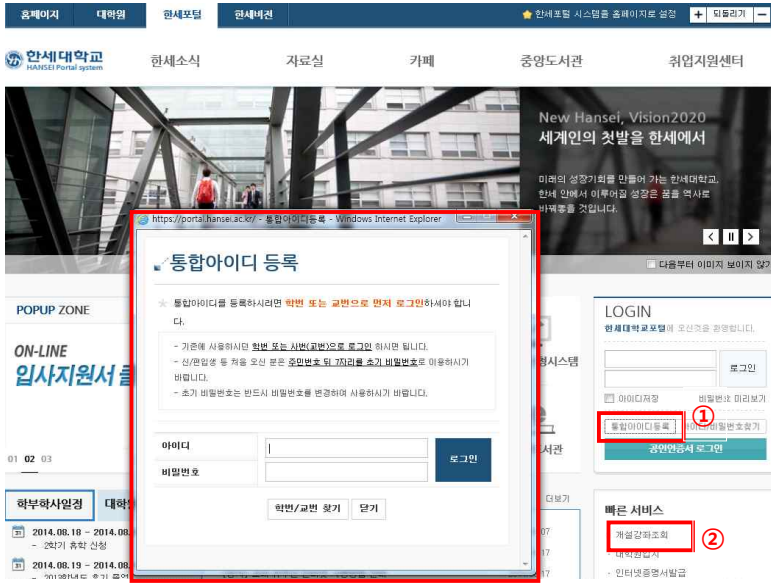 홈페이지
대학원
한세포털
한세비전
한세포털 시스템을 홈페이지로 설정
+ 되돌리기 −
한세대학교
HANSEI Portal system
한세소식
자료실
카페
중앙도서관
취업지원센터
New Hansei, Vision2020
세계인의 첫발을 한세에서
미래의 성장기회를 만들어 가는 한세대학교,
한세 안에서 이루어질 성장은 꿈을 역사로
바꿔놓을 것입니다.
다음부터 이미지 보이지 않기
https://portal.hansei.ac.kr/ - 통합아이디등록 - Windows Internet Explorer
통합아이디 등록
통합아이디를 등록하시려면 학번 또는 교번으로 먼저 로그인하셔야 합니
다.
- 기존에 사용하시던 학번 또는 사번(교번)으로 로그인 하시면 됩니다.
- 신/편입생 등 처음 오신 분은 주민번호 뒤 7자리를 초기 비밀번호로 이용하시기
바랍니다.
- 초기 비밀번호는 반드시 비밀번호를 변경하여 사용하시기 바랍니다.
아이디
비밀번호
로그인
학번/교번 찾기
닫기
POPUP ZONE
ON-LINE
입사지원서
01 02 03
LOGIN
한세대학교포털에 오신것을 환영합니다.
로그인
아이디저장
비밀번호 미리보기
①
통합아이디등록
아이디/비밀번호찾기
공인인증서 로그인
학부학사일정
2014.08.18 - 2014.08.
- 2학기 휴학 신청
2014.08.19 - 2014.08.
더보기
07
17
17
빠른 서비스
개설강좌조회
②
- 대학원입시
- 인터넷증명서발급